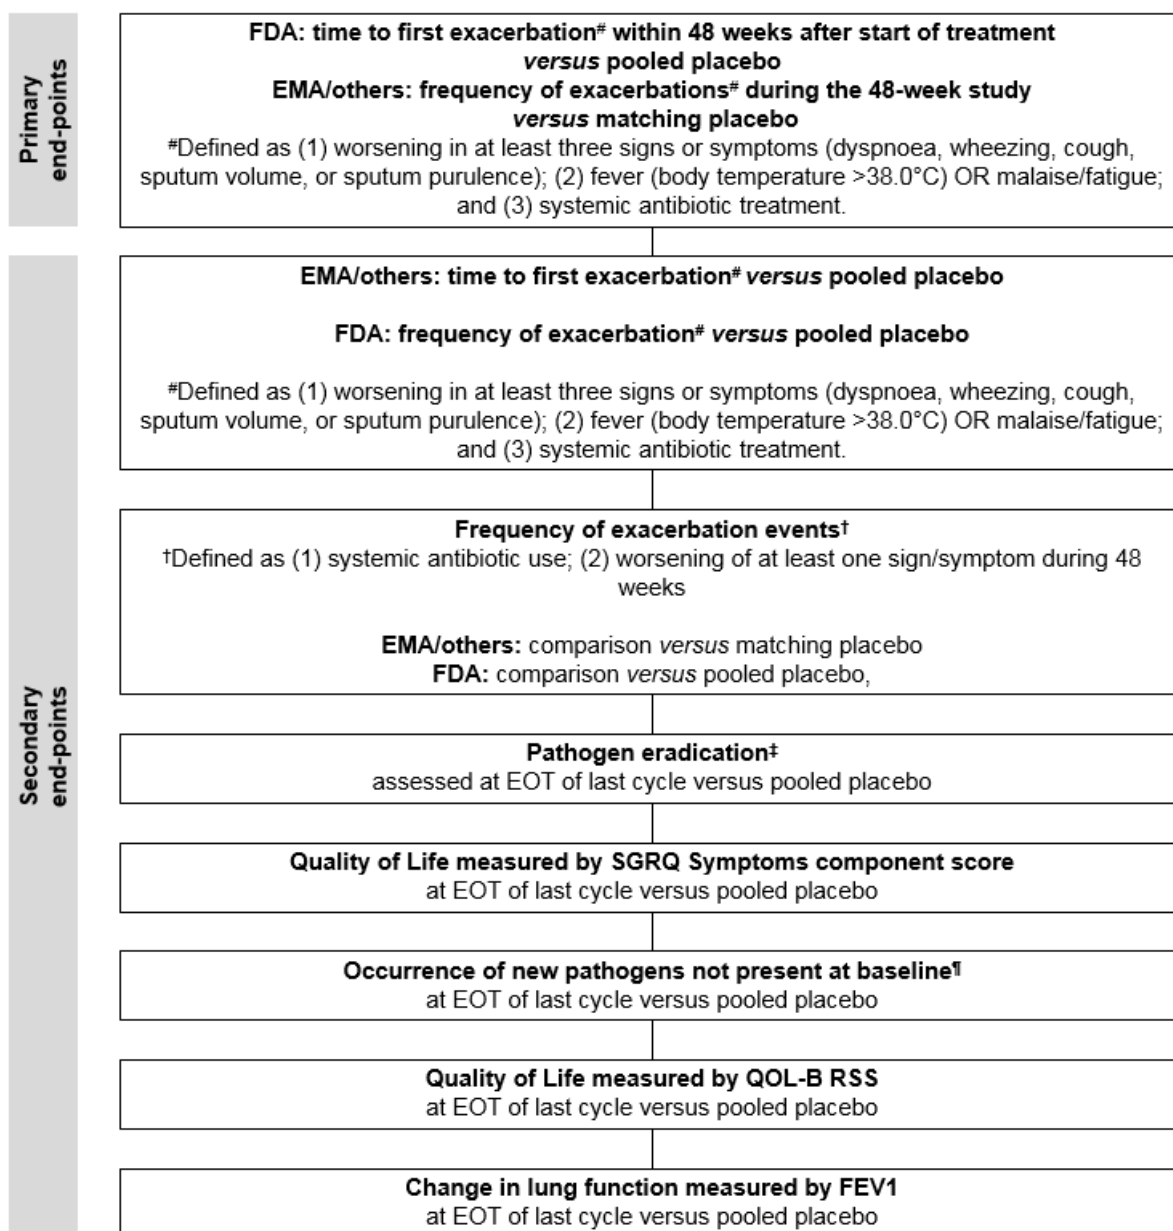 Primary
end-points
FDA: time to first exacerbation# within 48 weeks after start of treatment
versus pooled placebo
EMA/others: frequency of exacerbations# during the 48-week study
versus matching placebo
#Defined as (1) worsening in at least three signs or symptoms (dyspnoea, wheezing, cough,
sputum volume, or sputum purulence); (2) fever (body temperature >38.0°C) OR malaise/fatigue;
and (3) systemic antibiotic treatment.
Secondary
end-points
EMA/others: time to first exacerbation# versus pooled placebo
FDA: frequency of exacerbation# versus pooled placebo
#Defined as (1) worsening in at least three signs or symptoms (dyspnoea, wheezing, cough,
sputum volume, or sputum purulence); (2) fever (body temperature >38.0°C) OR malaise/fatigue;
and (3) systemic antibiotic treatment.
Frequency of exacerbation events†
†Defined as (1) systemic antibiotic use; (2) worsening of at least one sign/symptom during 48
weeks
EMA/others: comparison versus matching placebo
FDA: comparison versus pooled placebo,
Pathogen eradication‡
assessed at EOT of last cycle versus pooled placebo
Quality of Life measured by SGRQ Symptoms component score
at EOT of last cycle versus pooled placebo
Occurrence of new pathogens not present at baseline¶
at EOT of last cycle versus pooled placebo
Quality of Life measured by QOL-B RSS
at EOT of last cycle versus pooled placebo
Change in lung function measured by FEV1
at EOT of last cycle versus pooled placebo